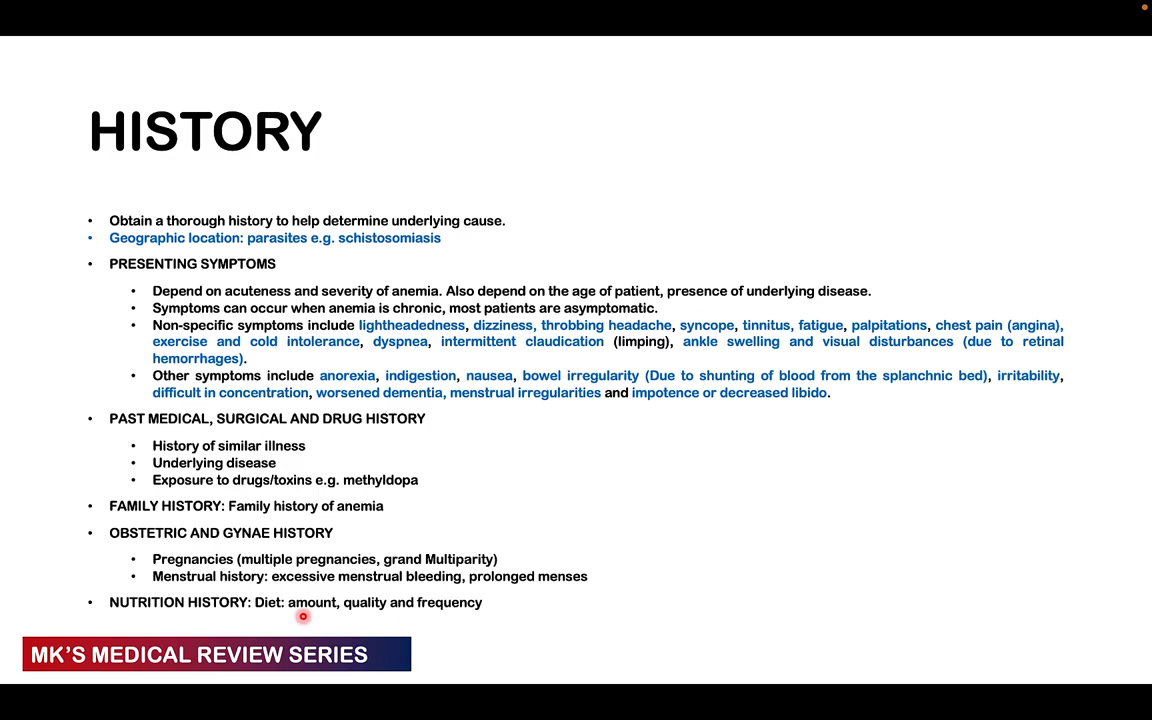 HISTORY
• Obtain a thorough history to help determine underlying cause.
• Geographic location: parasites e.g. schistosomiasis
• PRESENTING SYMPTOMS
• Depend on acuteness and severity of anemia. Also depend on the age of patient, presence of underlying disease.
• Symptoms can occur when anemia is chronic, most patients are asymptomatic.
• Non-specific symptoms include lightheadedness, dizziness, throbbing headache, syncope, tinnitus, fatigue, palpitations, chest pain (angina),
exercise and cold intolerance, dyspnea, intermittent claudication (limping), ankle swelling and visual disturbances (due to retinal
hemorrhages).
• Other symptoms include anorexia, indigestion, nausea, bowel irregularity (Due to shunting of blood from the splanchnic bed), irritability,
difficult in concentration, worsened dementia, menstrual irregularities and impotence or decreased libido.
• PAST MEDICAL, SURGICAL AND DRUG HISTORY
• History of similar illness
• Underlying disease
• Exposure to drugs/toxins e.g. methyldopa
• FAMILY HISTORY: Family history of anemia
• OBSTETRIC AND GYNAE HISTORY
• Pregnancies (multiple pregnancies, grand Multiparity)
• Menstrual history: excessive menstrual bleeding, prolonged menses
• NUTRITION HISTORY: Diet: amount, quality and frequency
MK'S MEDICAL REVIEW SERIES